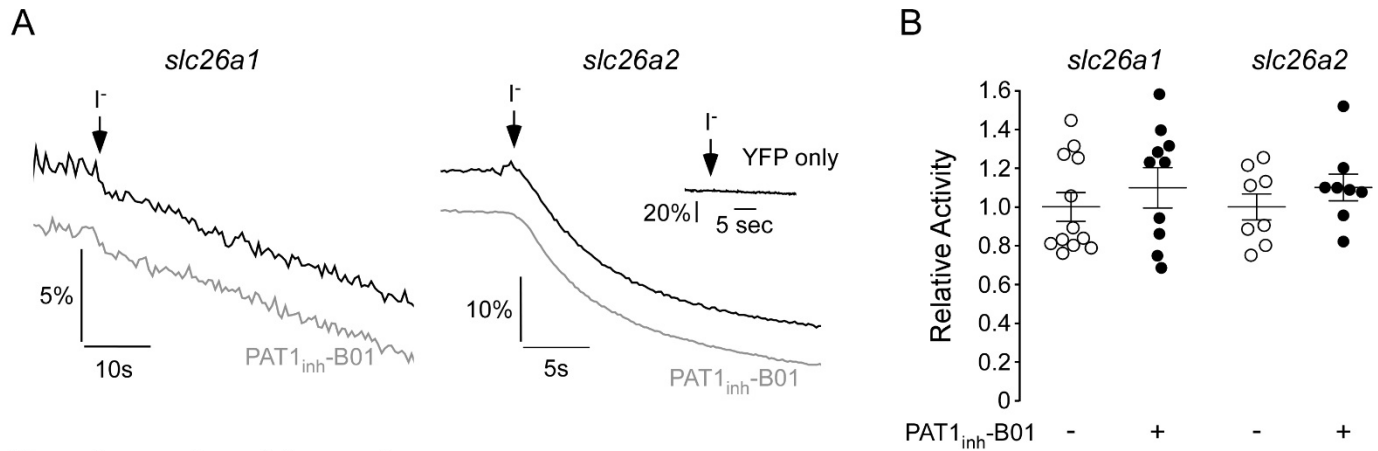 A
slc26a1
I-
5%
10s
PAT1inh-B01
slc26a2
I-
I-
YFP only
20%
5 sec
10%
5s
PAT1inh-B01
B
slc26a1 slc26a2
Relative Activity
1.6
1.4
1.2
1.0
0.8
0.6
0.4
0.2
0
PAT1inh-B01 - + - +